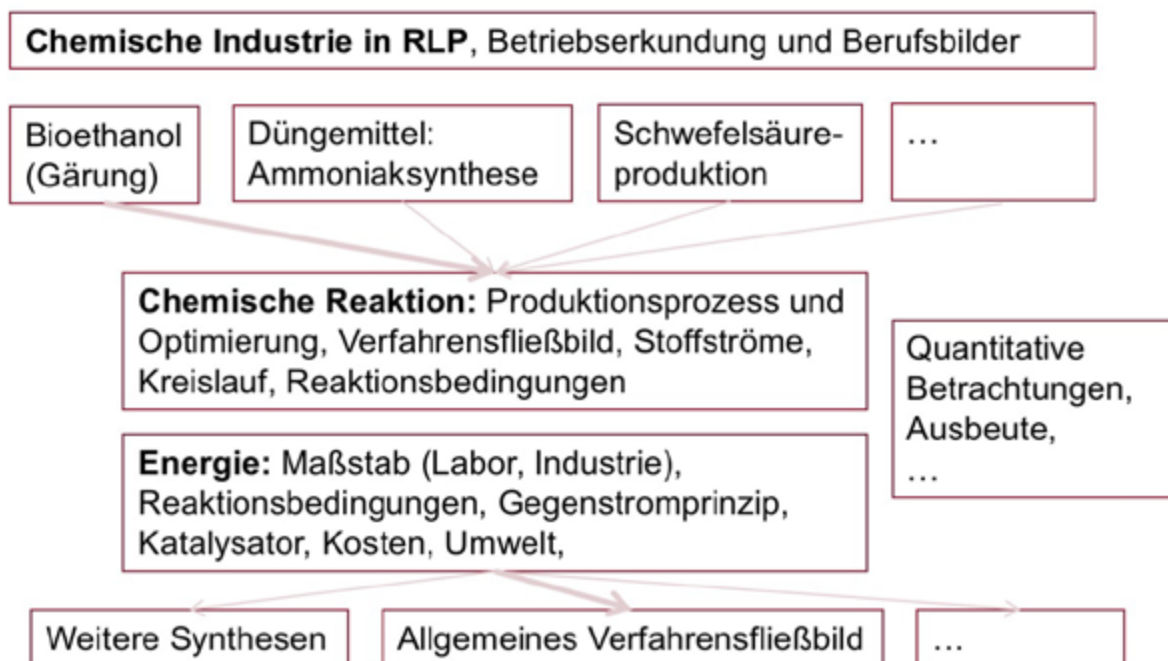 Chemische Industrie in RLP, Betriebserkundung und Berufsbilder
Bioethanol
(Gärung)
Düngemittel:
Ammoniaksynthese
Schwefelsäure-
produktion
...
Chemische Reaktion: Produktionsprozess und
Optimierung, Verfahrensfließbild, Stoffströme,
Kreislauf, Reaktionsbedingungen
Quantitative
Betrachtungen,
Ausbeute,
...
Energie: Maßstab (Labor, Industrie),
Reaktionsbedingungen, Gegenstromprinzip,
Katalysator, Kosten, Umwelt,
Weitere Synthesen
Allgemeines Verfahrensfließbild
...